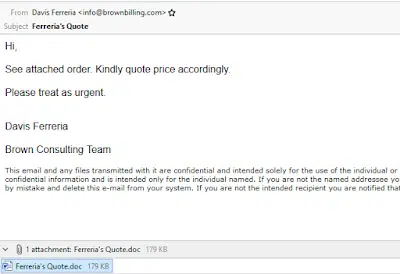 From Davis Ferreria <info@brownbilling.com>
Subject Ferreria's Quote
Hi,
See attached order. Kindly quote price accordingly.
Please treat as urgent.
Davis Ferreria
Brown Consulting Team
This email and any files transmitted with it are confidential and intended solely for the use of the individual or
confidential information and is intended only for the individual named. If you are not the named addressee yo
by mistake and delete this e-mail from your system. If you are not the intended recipient you are notified that
1 attachment: Ferreria's Quote.doc 179 KB
Ferreria's Quote.doc 179 KB